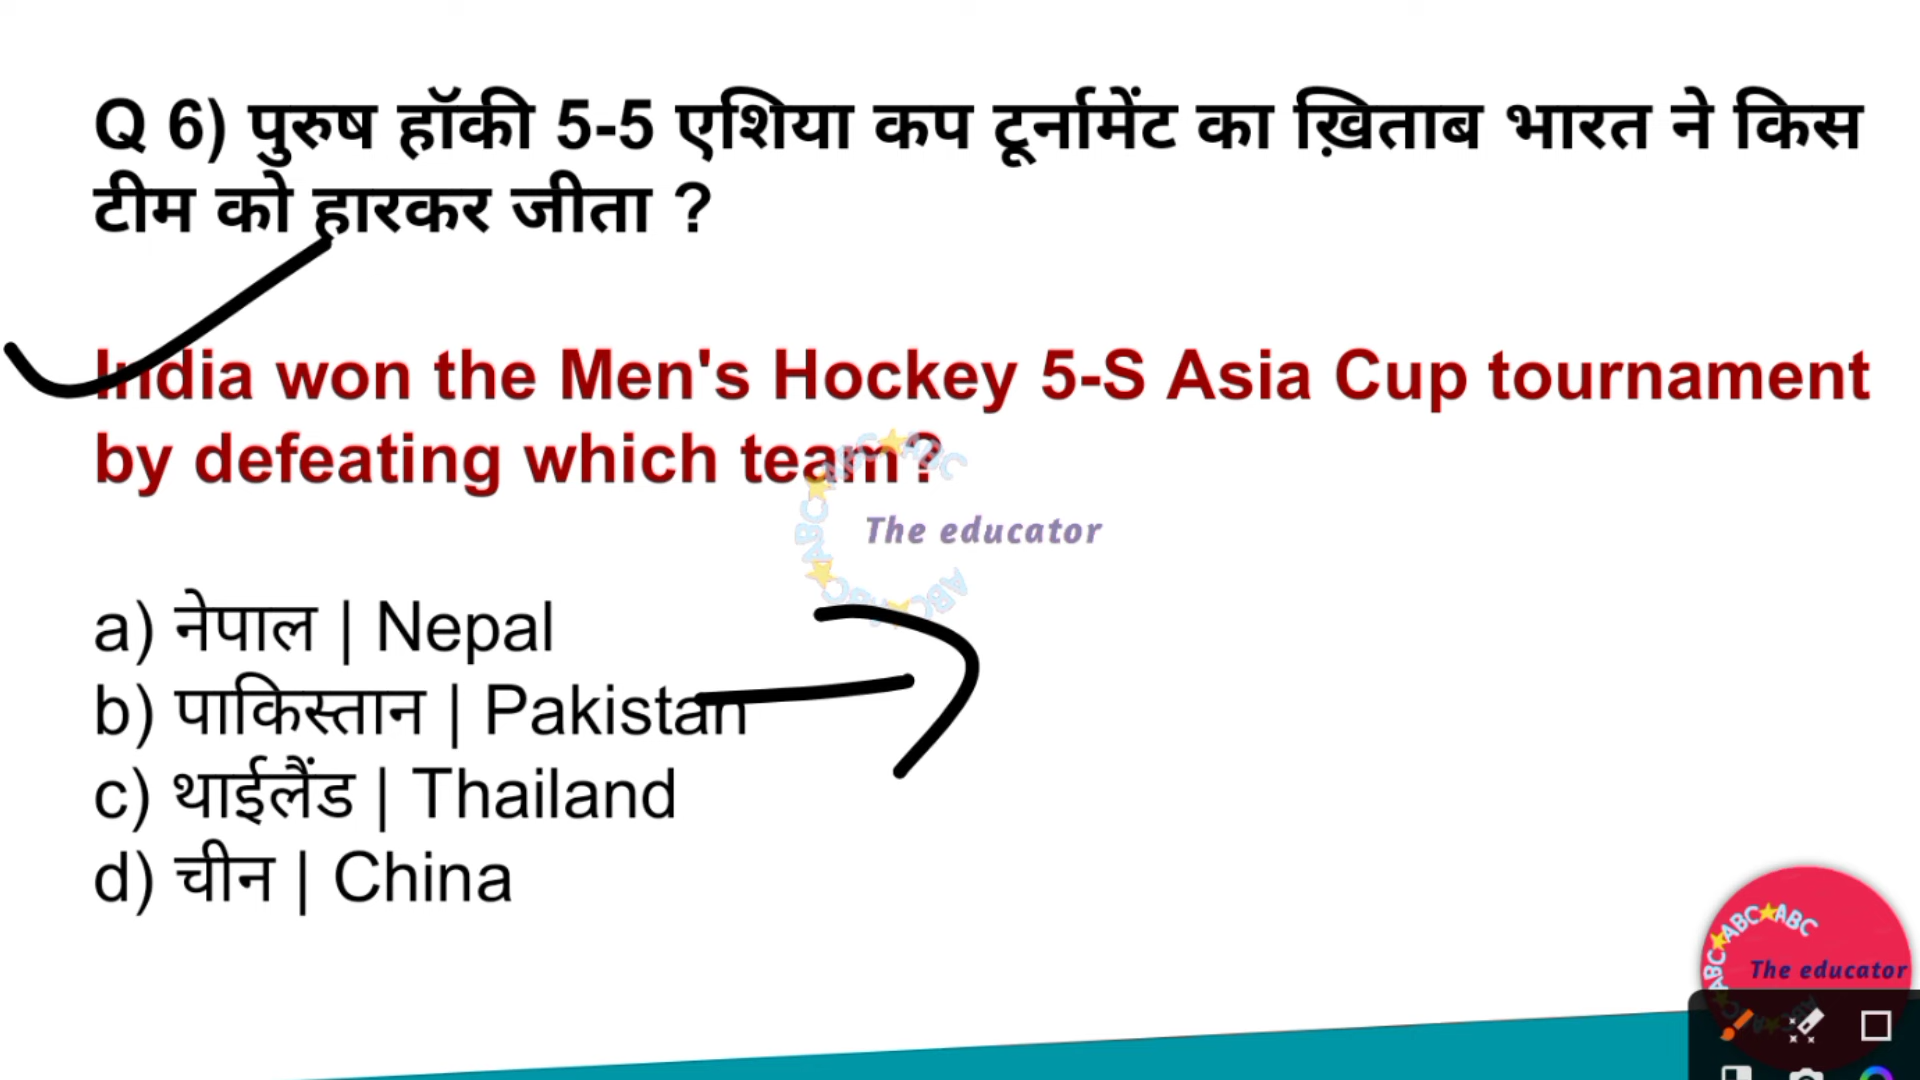 Q 6) पुरुष हॉकी 5-5 एशिया कप टूर्नामेंट का ख़िताब भारत ने किस
टीम को हारकर जीता ?
India won the Men's Hockey 5-S Asia Cup tournament
by defeating which team?
The educator
a) नेपाल | Nepal
b) पाकिस्तान | Pakistan
c) थाईलैंड | Thailand
d) चीन | China
ABC★ABC★ABC
The educator